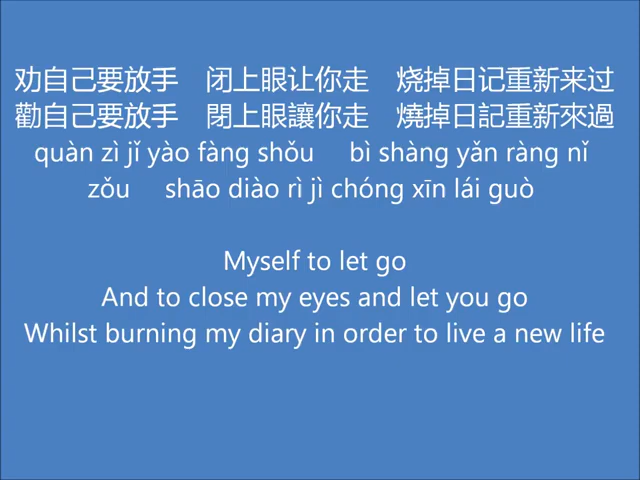 劝自己要放手　闭上眼让你走　烧掉日记重新来过
勸自己要放手　閉上眼讓你走　燒掉日記重新來過
quàn zì jǐ yào fàng shǒu　bì shàng yǎn ràng nǐ
zǒu　shāo diào rì jì chóng xīn lái guò
Myself to let go
And to close my eyes and let you go
Whilst burning my diary in order to live a new life